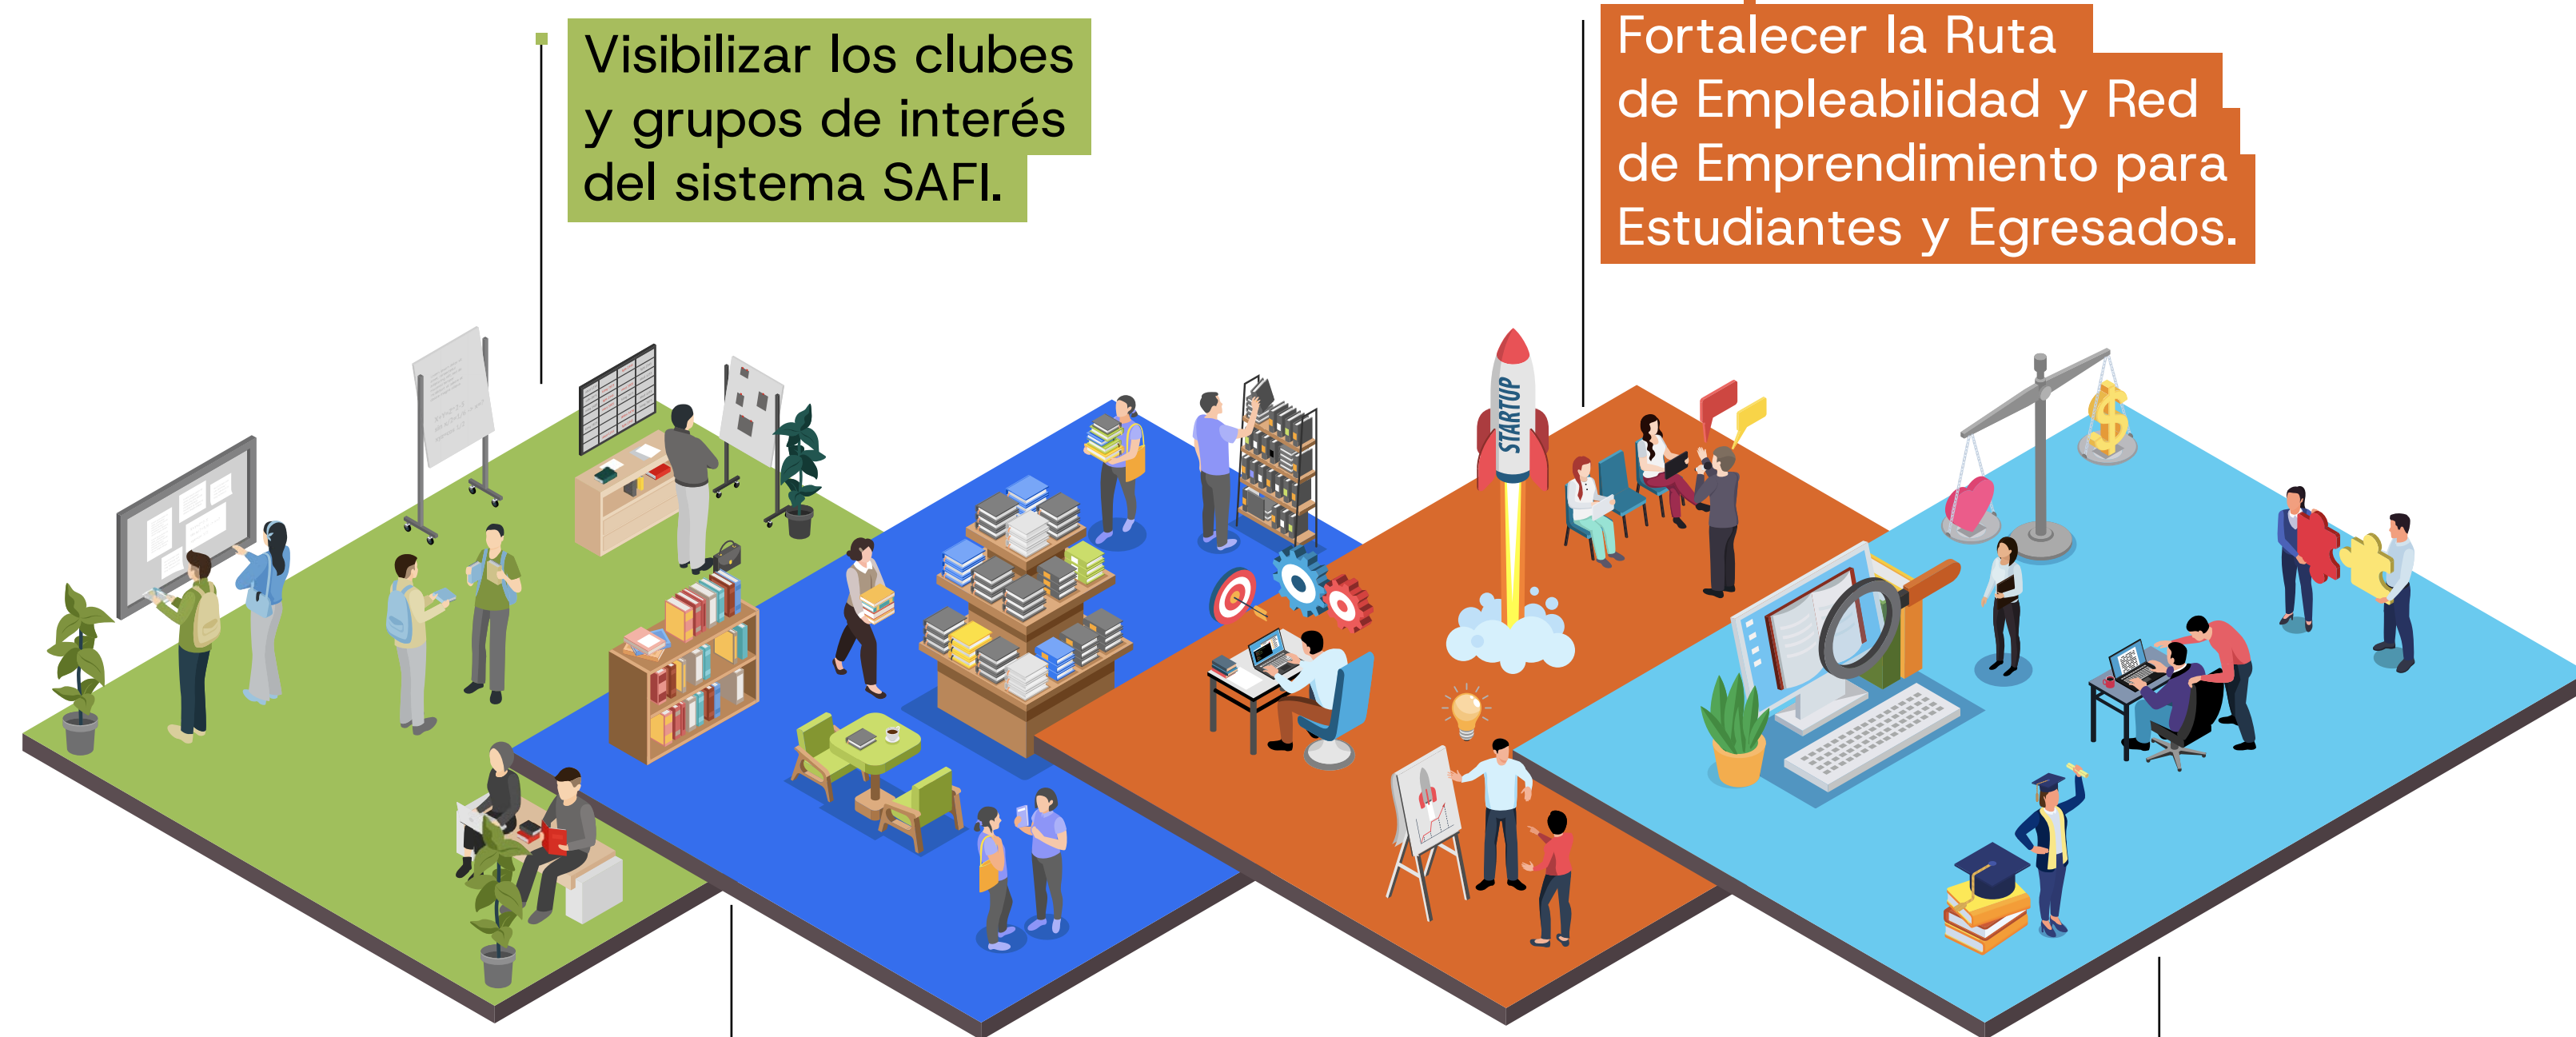 Visibilizar los clubes
y grupos de interés
del sistema SAFI.
Fortalecer la Ruta
de Empleabilidad y Red
de Emprendimiento para
Estudiantes y Egresados.
STARTUP